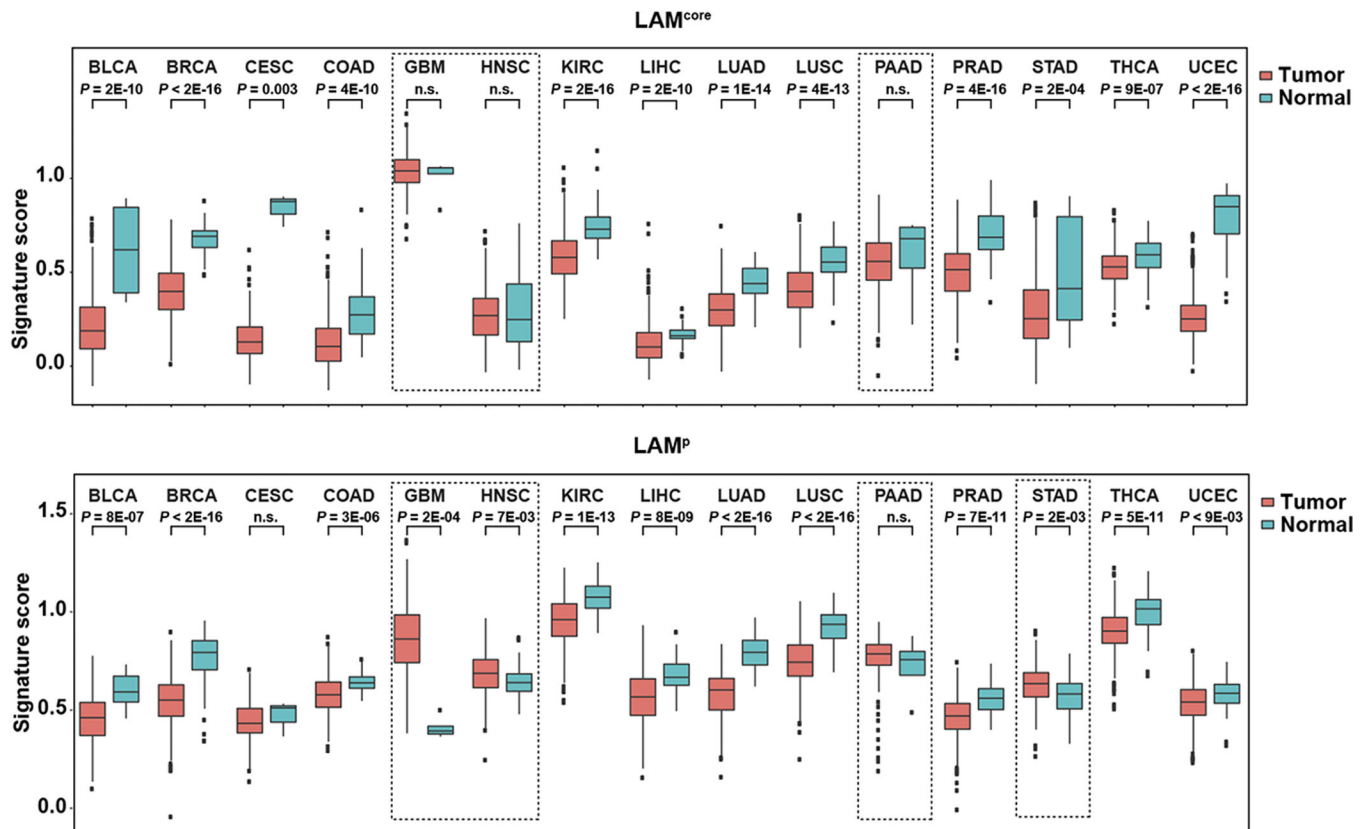 LAMcore
BLCA BRCA CESC COAD GBM HNSC KIRC LIHC LUAD LUSC PAAD PRAD STAD THCA UCEC
P = 2E-10 P < 2E-16 P = 0.003 P = 4E-10 n.s. n.s. P = 2E-16 P = 2E-10 P = 1E-14 P = 4E-13 n.s. P = 4E-16 P = 2E-04 P = 9E-07 P < 2E-16
Tumor
Normal
Signature score
1.0
0.5
0.0
LAMp
BLCA BRCA CESC COAD GBM HNSC KIRC LIHC LUAD LUSC PAAD PRAD STAD THCA UCEC
P = 8E-07 P < 2E-16 n.s. P = 3E-06 P = 2E-04 P = 7E-03 P = 1E-13 P = 8E-09 P < 2E-16 P < 2E-16 n.s. P = 7E-11 P = 2E-03 P = 5E-11 P < 9E-03
Tumor
Normal
Signature score
1.5
1.0
0.5
0.0